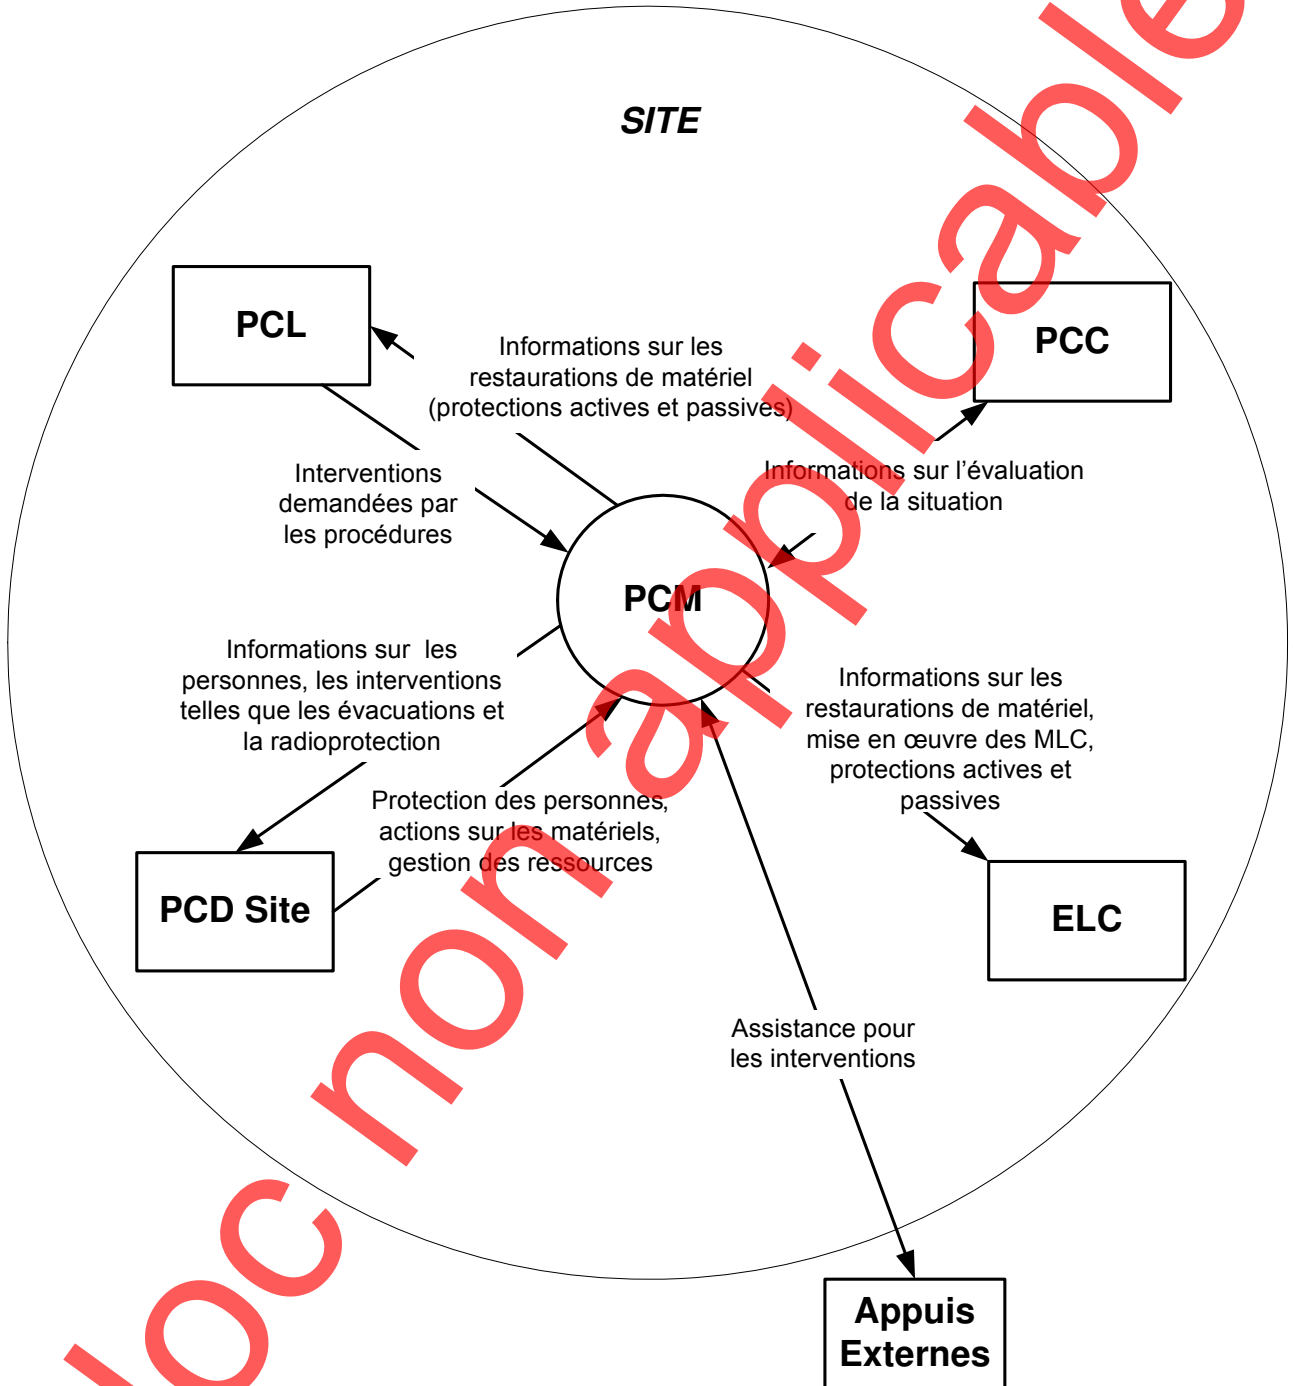 SITE
PCL
PCC
Informations sur les
restaurations de matériel
(protections actives et passives)
Interventions
demandées par
les procédures
Informations sur l'évaluation
de la situation
PCM
Informations sur les
personnes, les interventions
telles que les évacuations et
la radioprotection
Informations sur les
restaurations de matériel,
mise en œuvre des MLC,
protections actives et
passives
Protection des personnes,
actions sur les matériels,
gestion des ressources
PCD Site
ELC
Assistance pour
les interventions
Appuis
Externes
oc non applicable